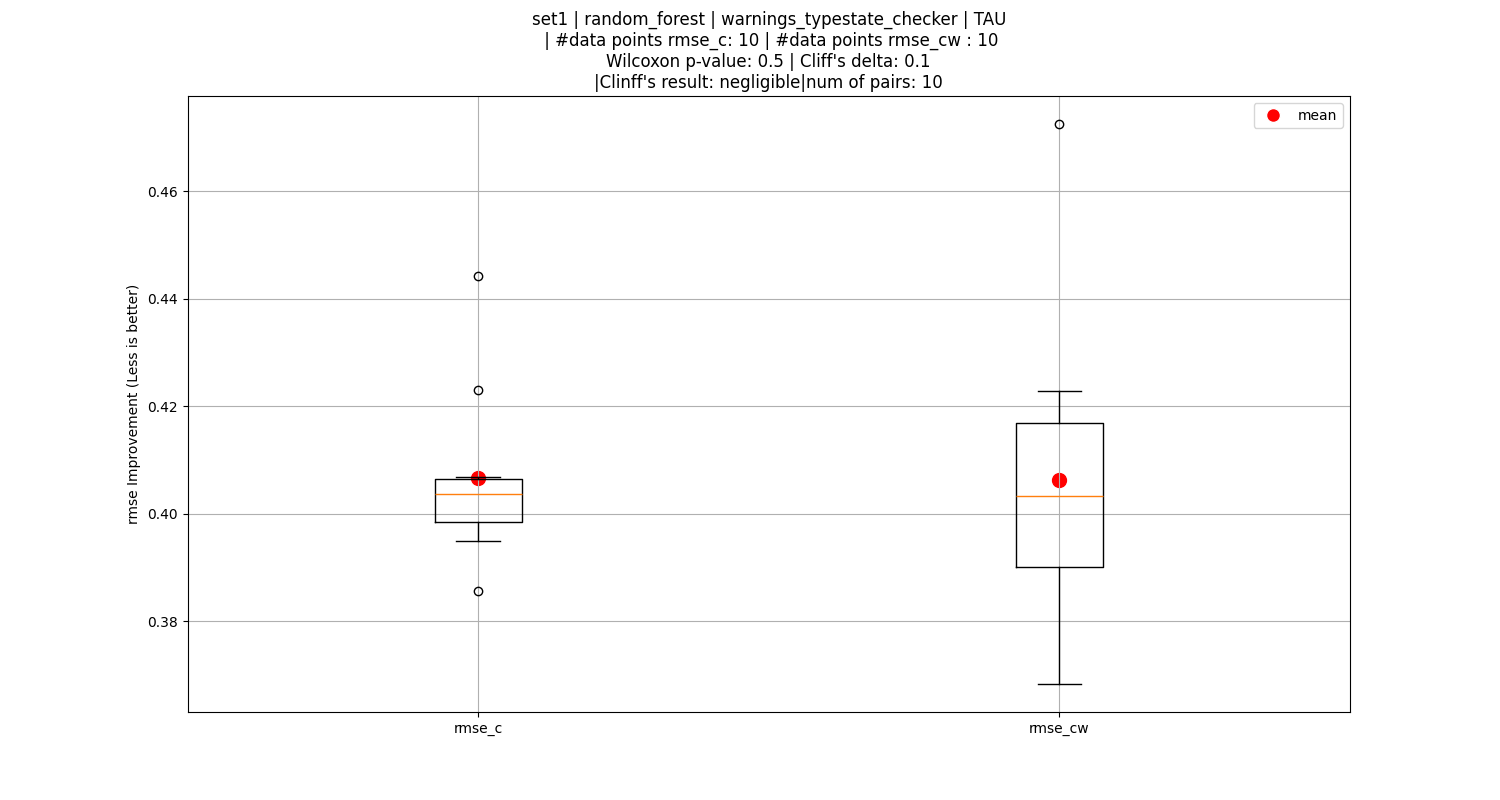 set1 | random_forest | warnings_typestate_checker | TAU
| #data points rmse_c: 10 | #data points rmse_cw : 10
Wilcoxon p-value: 0.5 | Cliff's delta: 0.1
|Clinff's result: negligible|num of pairs: 10
mean
rmse Improvement (Less is better)
0.46
0.44
0.42
0.40
0.38
rmse_c
rmse_cw